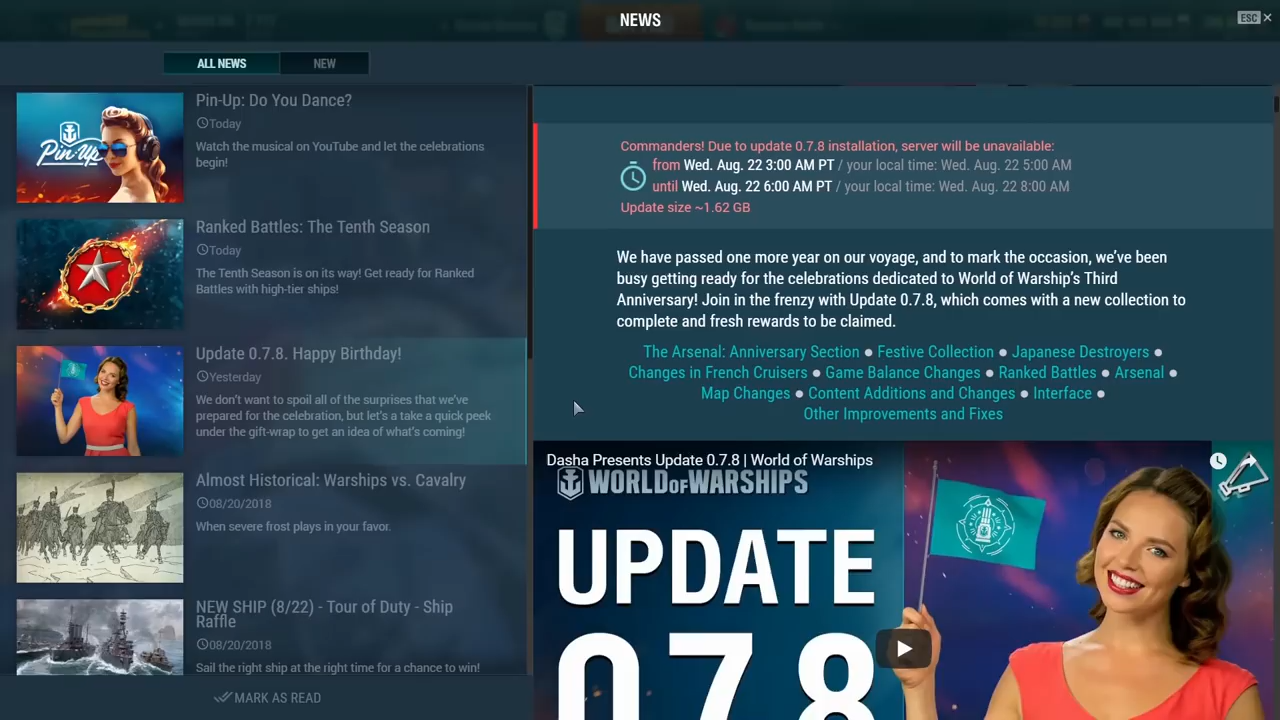 NEWS
ESC
ALL NEWS
NEW
Pin-Up
Pin-Up: Do You Dance?
Today
Watch the musical on YouTube and let the celebrations
begin!
Ranked Battles: The Tenth Season
Today
The Tenth Season is on its way! Get ready for Ranked
Battles with high-tier ships!
Update 0.7.8. Happy Birthday!
Yesterday
We don't want to spoil all of the surprises that we've
prepared for the celebration, but let's a take a quick peek
under the gift-wrap to get an idea of what's coming!
Almost Historical: Warships vs. Cavalry
08/20/2018
When severe frost plays in your favor.
NEW SHIP (8/22) - Tour of Duty - Ship
Raffle
08/20/2018
Sail the right ship at the right time for a chance to win!
MARK AS READ
Commanders! Due to update 0.7.8 installation, server will be unavailable:
from Wed. Aug. 22 3:00 AM PT / your local time: Wed. Aug. 22 5:00 AM
until Wed. Aug. 22 6:00 AM PT / your local time: Wed. Aug. 22 8:00 AM
Update size ~1.62 GB
We have passed one more year on our voyage, and to mark the occasion, we've been
busy getting ready for the celebrations dedicated to World of Warship's Third
Anniversary! Join in the frenzy with Update 0.7.8, which comes with a new collection to
complete and fresh rewards to be claimed.
The Arsenal: Anniversary Section ● Festive Collection ● Japanese Destroyers ●
Changes in French Cruisers ● Game Balance Changes ● Ranked Battles ● Arsenal ●
Map Changes ● Content Additions and Changes ● Interface ●
Other Improvements and Fixes
Dasha Presents Update 0.7.8 | World of Warships
WORLD OF WARSHIPS
UPDATE
0.7.8